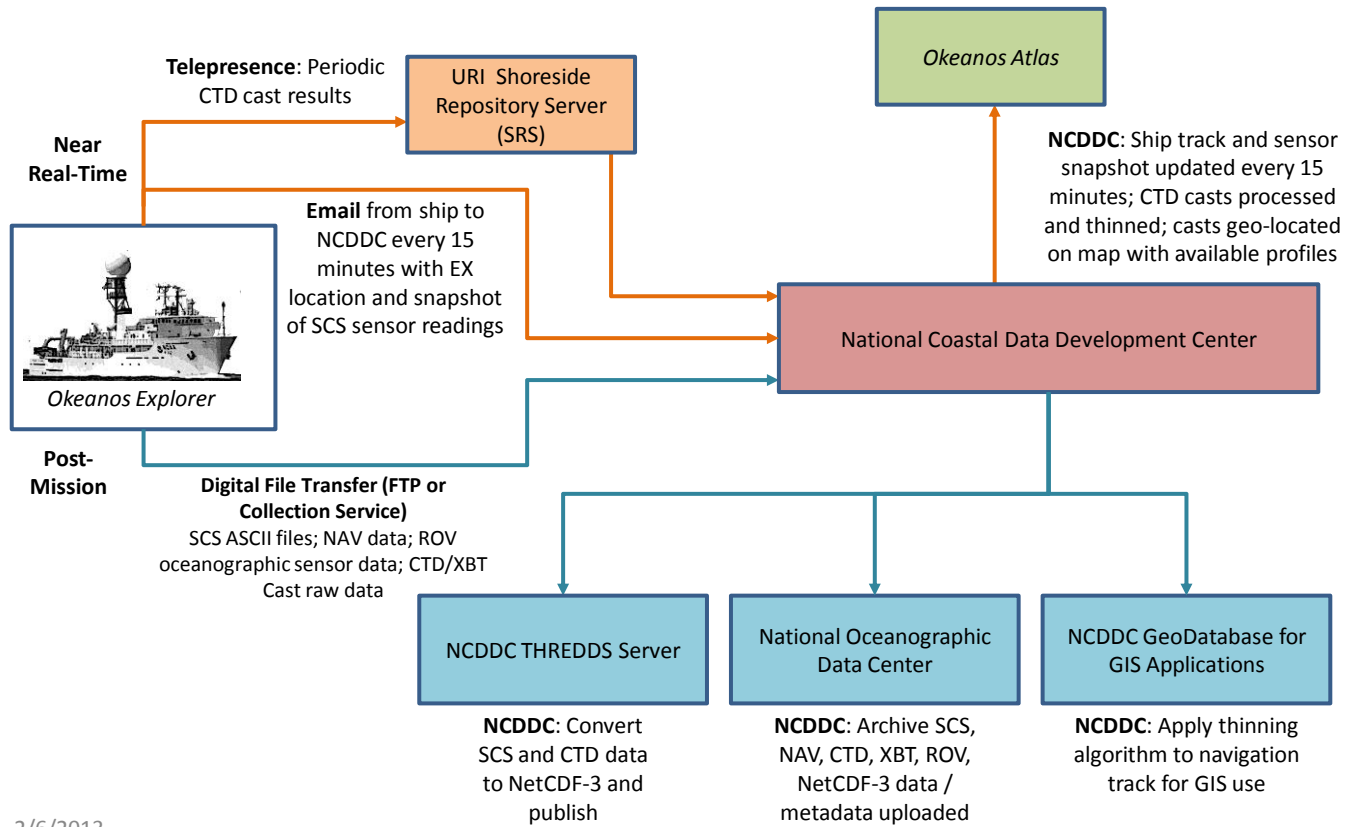 Telepresence: Periodic
CTD cast results
URI Shoreside
Repository Server
(SRS)
Okeanos Atlas
Near
Real-Time
NCDDC: Ship track and sensor
snapshot updated every 15
minutes; CTD casts processed
and thinned; casts geo-located
on map with available profiles
Email from ship to
NCDDC every 15
minutes with EX
location and snapshot
of SCS sensor readings
Okeanos Explorer
National Coastal Data Development Center
Post-
Mission
Digital File Transfer (FTP or
Collection Service)
SCS ASCII files; NAV data; ROV
oceanographic sensor data; CTD/XBT
Cast raw data
NCDDC THREDDS Server
National Oceanographic
Data Center
NCDDC GeoDatabase for
GIS Applications
NCDDC: Convert
SCS and CTD data
to NetCDF-3 and
publish
NCDDC: Archive SCS,
NAV, CTD, XBT, ROV,
NetCDF-3 data /
metadata uploaded
NCDDC: Apply thinning
algorithm to navigation
track for GIS use